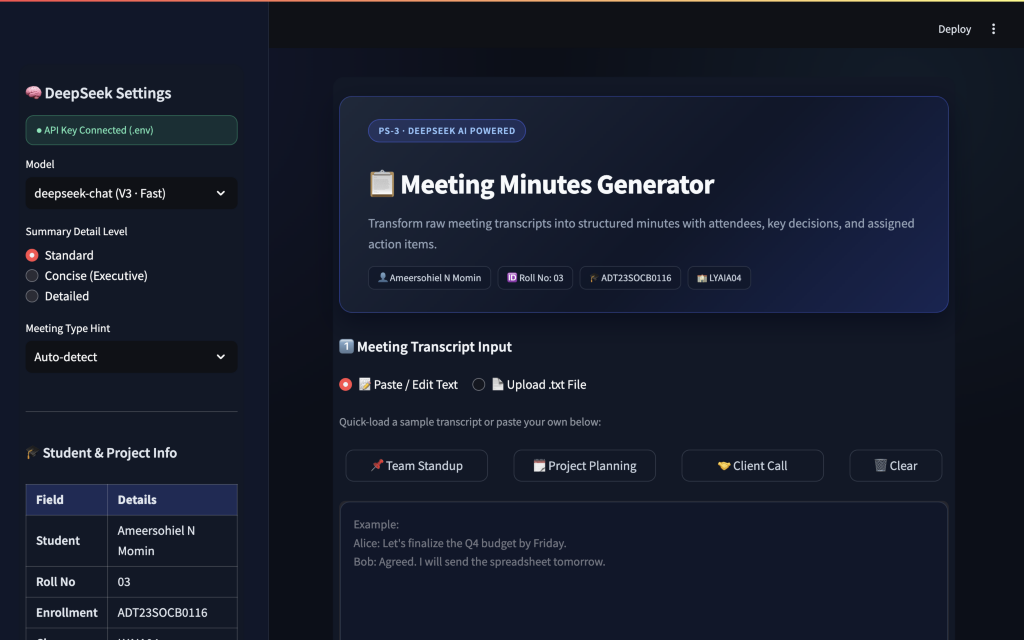 Deploy
🧠 DeepSeek Settings
● API Key Connected (.env)
Model
deepseek-chat (V3 · Fast)
Summary Detail Level
Standard
Concise (Executive)
Detailed
Meeting Type Hint
Auto-detect
🎓 Student & Project Info
Field Details
Student Ameersohiel N
Momin
Roll No 03
Enrollment ADT23SOCB0116
PS-3 · DEEPSEEK AI POWERED
📋 Meeting Minutes Generator
Transform raw meeting transcripts into structured minutes with attendees, key decisions, and assigned
action items.
👤 Ameersohiel N Momin 🆔 Roll No: 03 🎓 ADT23SOCB0116 🏫 LYAIA04
1️⃣ Meeting Transcript Input
📝 Paste / Edit Text 📄 Upload .txt File
Quick-load a sample transcript or paste your own below:
📌 Team Standup 🗓️ Project Planning 🤝 Client Call 🗑️ Clear
Example:
Alice: Let's finalize the Q4 budget by Friday.
Bob: Agreed. I will send the spreadsheet tomorrow.